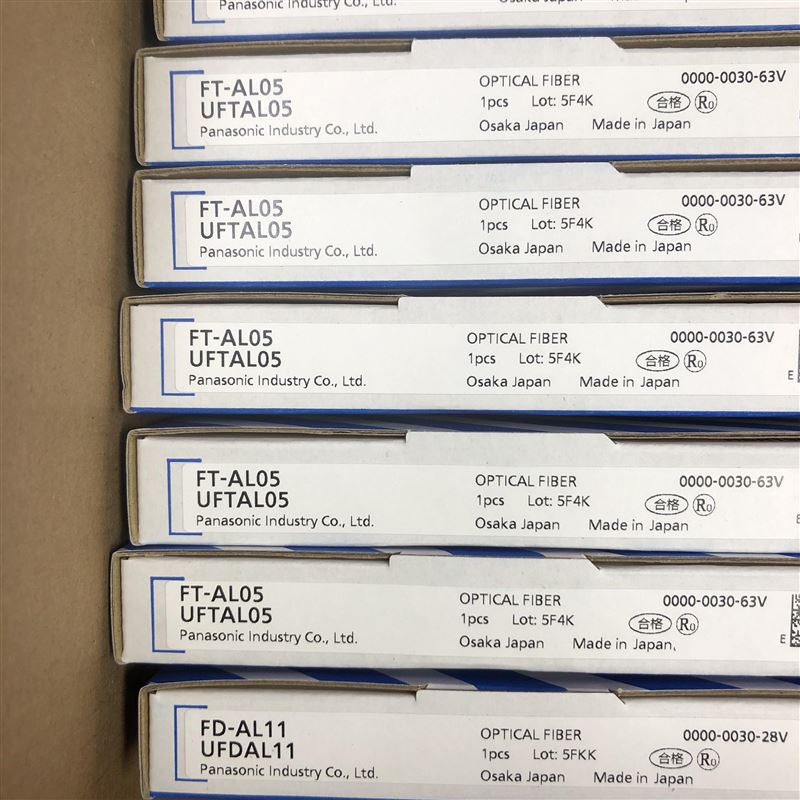 Panasonic Industry Co., Ltd.
Osaka Japan Made in Japan
FT-AL05 OPTICAL FIBER 0000-0030-63V
UFTAL05 1pcs Lot: 5F4K 合格 R0
Panasonic Industry Co., Ltd. Osaka Japan Made in Japan
FT-AL05 OPTICAL FIBER 0000-0030-63V
UFTAL05 1pcs Lot: 5F4K 合格 R0
Panasonic Industry Co., Ltd. Osaka Japan Made in Japan
FT-AL05 OPTICAL FIBER 0000-0030-63V
UFTAL05 1pcs Lot: 5F4K 合格 R0
Panasonic Industry Co., Ltd. Osaka Japan Made in Japan E
FT-AL05 OPTICAL FIBER 0000-0030-63V
UFTAL05 1pcs Lot: 5F4K 合格 R0
Panasonic Industry Co., Ltd. Osaka Japan Made in Japan
FT-AL05 OPTICAL FIBER 0000-0030-63V
UFTAL05 1pcs Lot: 5F4K 合格 R0
Panasonic Industry Co., Ltd. Osaka Japan Made in Japan E
FD-AL11 OPTICAL FIBER 0000-0030-28V
UFDAL11 1pcs Lot: 5FKK 合格 R0
Panasonic Industry Co., Ltd. Osaka Japan Made in Japan